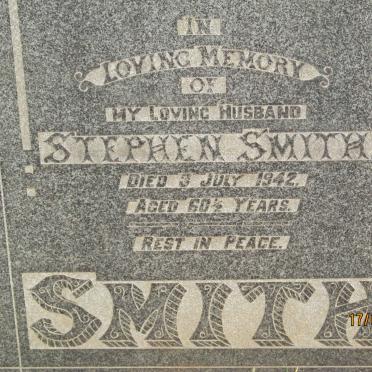 IN
LOVING MEMORY
OF
MY LOVING HUSBAND
STEPHEN SMITH
DIED 3 JULY 1942.
AGED 60½ YEARS.
REST IN PEACE.
SMITH
17/